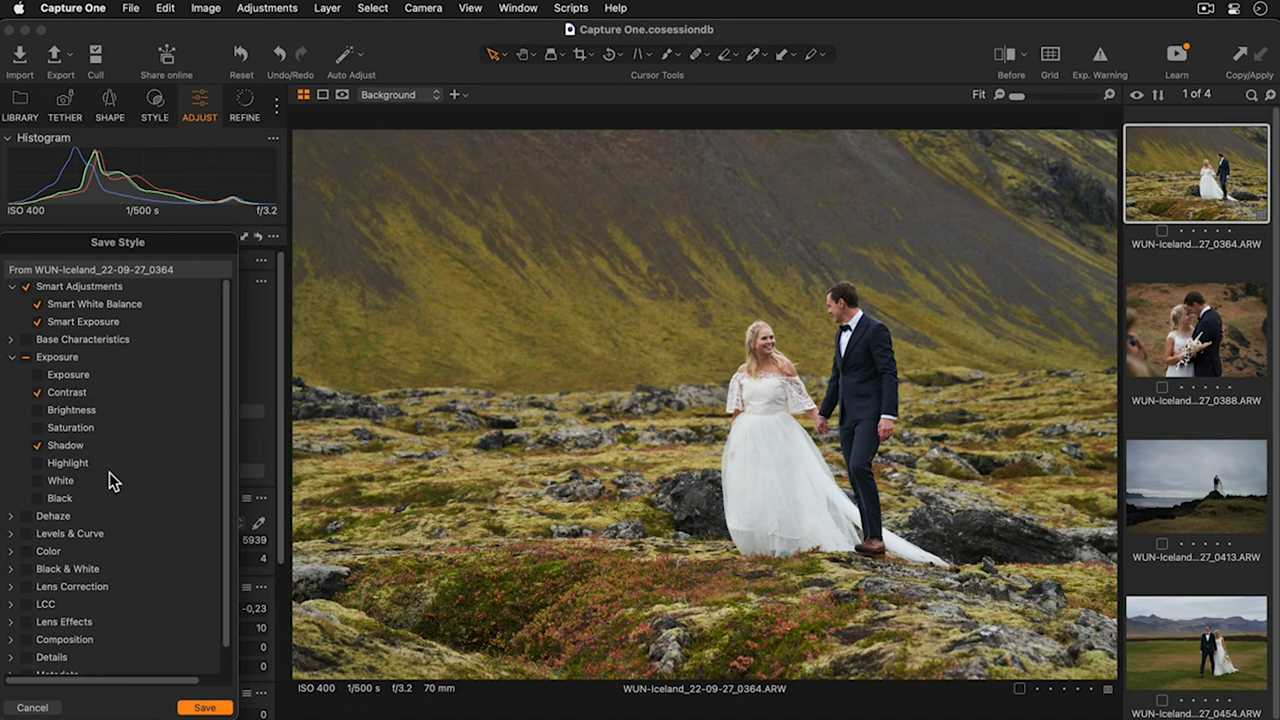 Capture One File Edit Image Adjustments Layer Select Camera View Window Scripts Help
Capture One.cosessiondb
Import Export Cull Share online Reset Undo/Redo Auto Adjust Cursor Tools Before Grid Exp. Warning Learn Copy/Apply
LIBRARY TETHER SHAPE STYLE ADJUST REFINE
Background
Fit
1 of 4
Histogram
ISO 400 1/500 s f/3.2
Save Style
From WUN-Iceland_22-09-27_0364
Smart Adjustments
Smart White Balance
Smart Exposure
Base Characteristics
Exposure
Exposure
Contrast
Brightness
Saturation
Shadow
Highlight
White
Black
Dehaze
Levels & Curve
Color
Black & White
Lens Correction
LCC
Lens Effects
Composition
Details
Metadata
Cancel Save
5939
4
-0,23
10
0
0
0
ISO 400 1/500 s f/3.2 70 mm
WUN-Iceland_22-09-27_0364.ARW
WUN-Iceland...27_0364.ARW
WUN-Iceland...27_0388.ARW
WUN-Iceland...27_0413.ARW
WUN-Iceland...27_0454.ARW